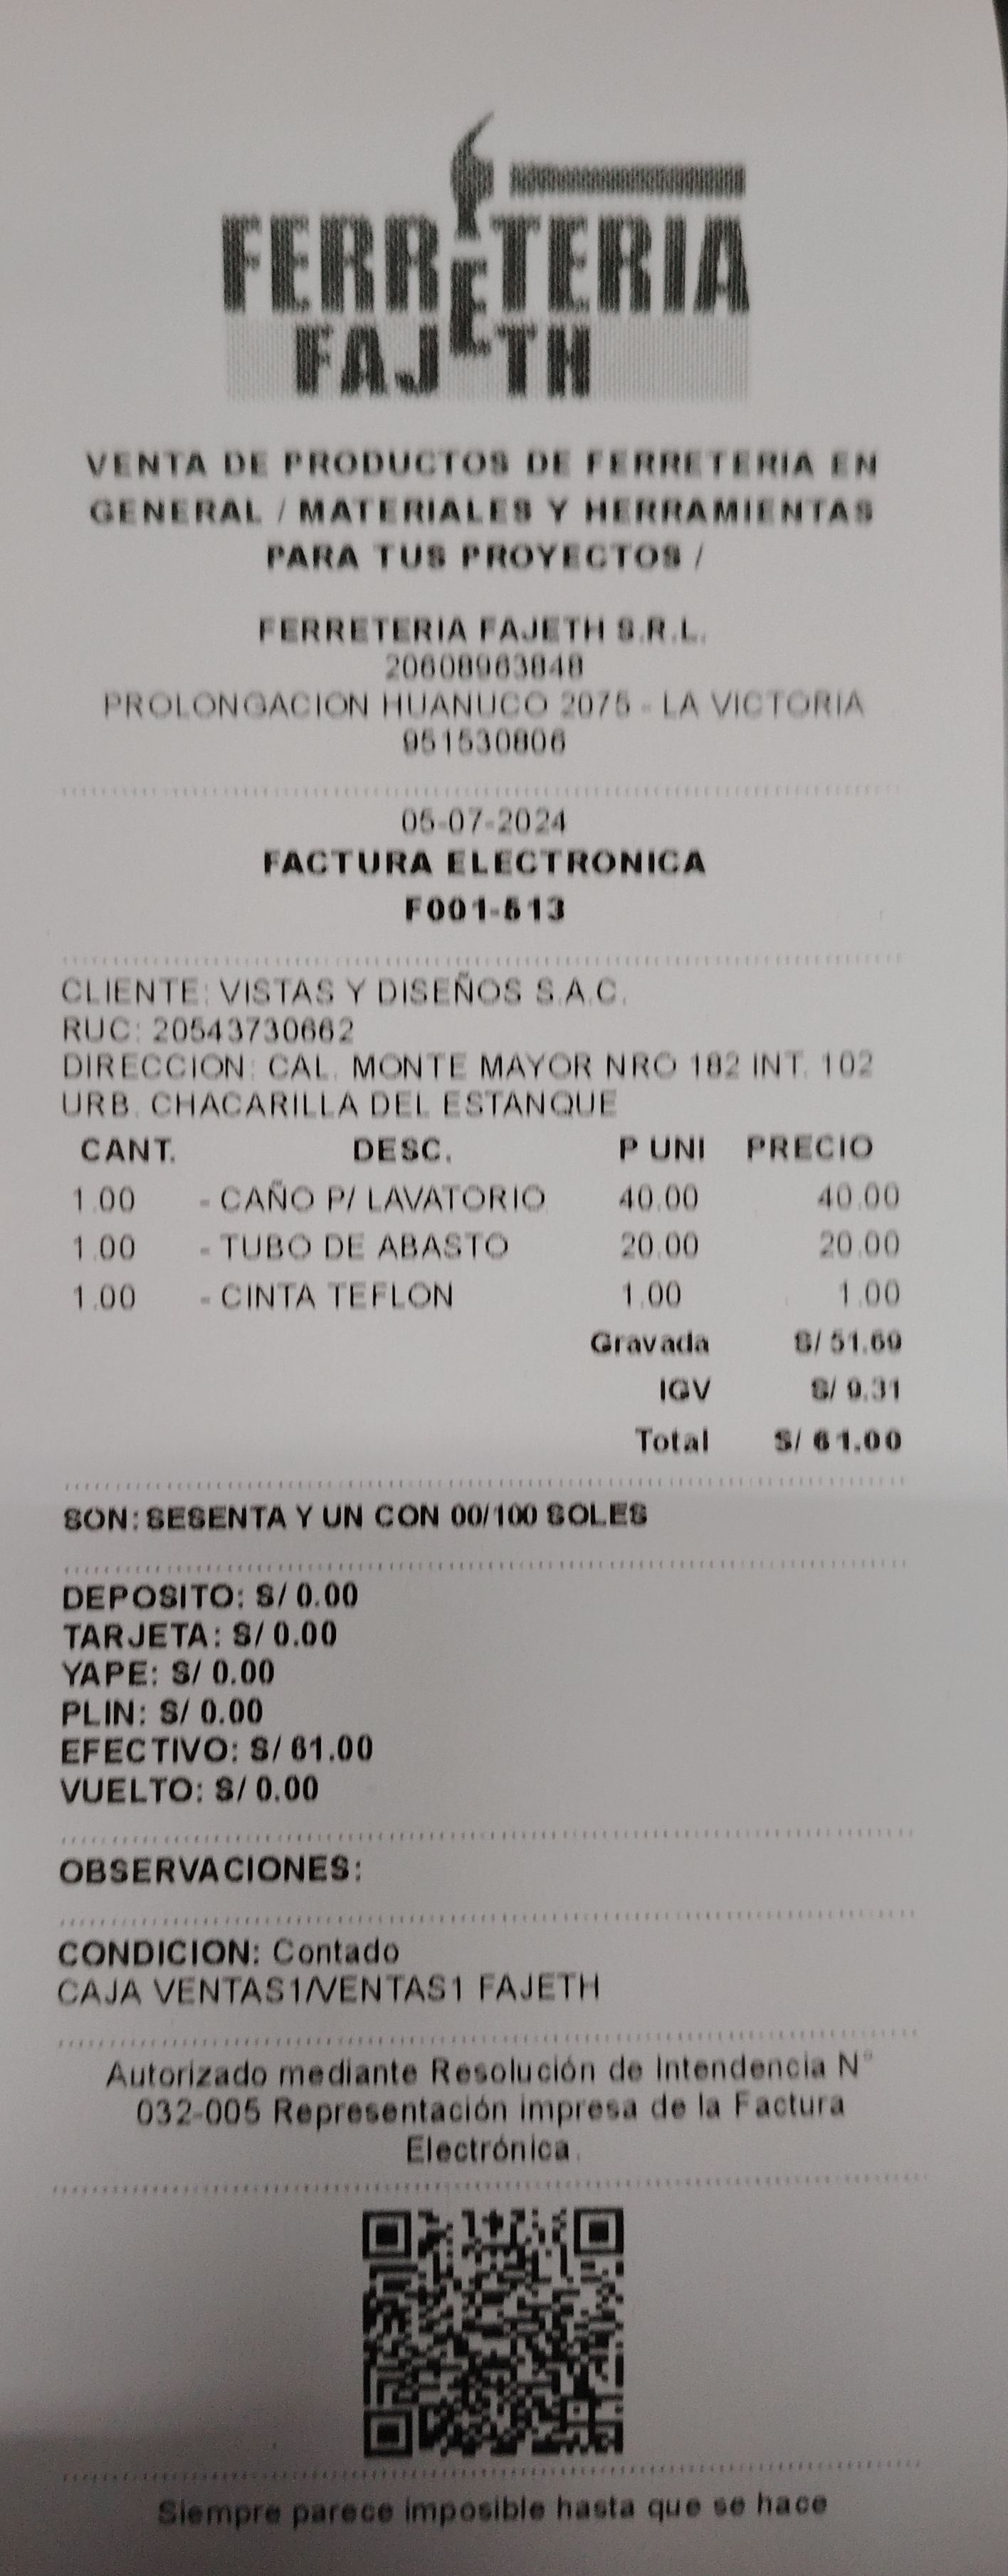 FERRETERIA
FAJETH
VENTA DE PRODUCTOS DE FERRETERIA EN
GENERAL / MATERIALES Y HERRAMIENTAS
PARA TUS PROYECTOS /
FERRETERIA FAJETH S.R.L.
20608963848
PROLONGACION HUANUCO 2075 - LA VICTORIA
951530806
05-07-2024
FACTURA ELECTRONICA
F001-513
CLIENTE: VISTAS Y DISEÑOS S.A.C.
RUC: 20543730662
DIRECCION: CAL. MONTE MAYOR NRO 182 INT. 102
URB. CHACARILLA DEL ESTANQUE
CANT. DESC. P UNI PRECIO
1.00 - CAÑO P/ LAVATORIO 40.00 40.00
1.00 - TUBO DE ABASTO 20.00 20.00
1.00 - CINTA TEFLON 1.00 1.00
Gravada S/ 51.69
IGV S/ 9.31
Total S/ 61.00
SON: SESENTA Y UN CON 00/100 SOLES
DEPOSITO: S/ 0.00
TARJETA: S/ 0.00
YAPE: S/ 0.00
PLIN: S/ 0.00
EFECTIVO: S/ 61.00
VUELTO: S/ 0.00
OBSERVACIONES:
CONDICION: Contado
CAJA VENTAS1/VENTAS1 FAJETH
Autorizado mediante Resolución de Intendencia N°
032-005 Representación impresa de la Factura
Electrónica.
Siempre parece imposible hasta que se hace